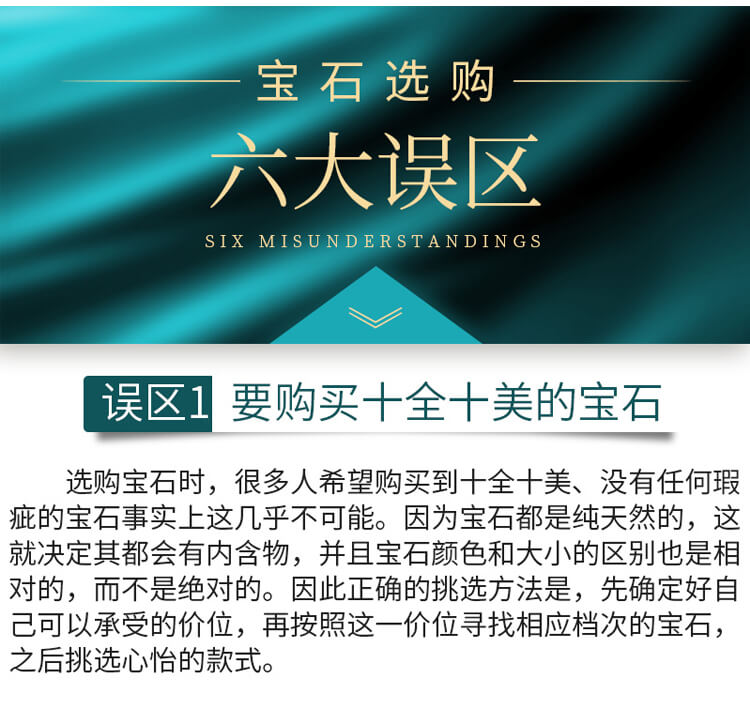 宝石选购
六大误区
SIX MISUNDERSTANDINGS
误区1 要购买十全十美的宝石
选购宝石时，很多人希望购买到十全十美、没有任何瑕
疵的宝石事实上这几乎不可能。因为宝石都是纯天然的，这
就决定其都会有内含物，并且宝石颜色和大小的区别也是相
对的，而不是绝对的。因此正确的挑选方法是，先确定好自
己可以承受的价位，再按照这一价位寻找相应档次的宝石，
之后挑选心怡的款式。